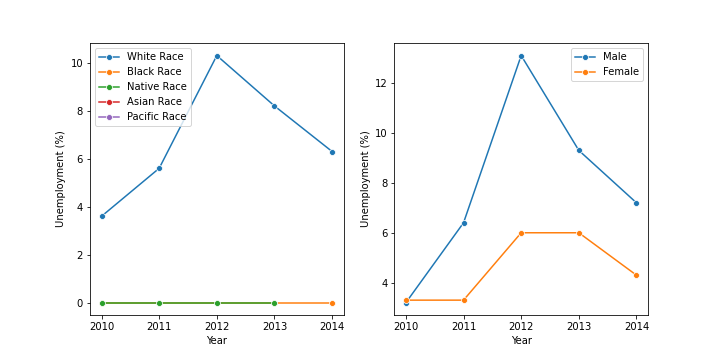 White Race
Black Race
Native Race
Asian Race
Pacific Race
Unemployment (%)
10
8
6
4
2
0
2010 2011 2012 2013 2014
Year
Male
Female
Unemployment (%)
12
10
8
6
4
2010 2011 2012 2013 2014
Year